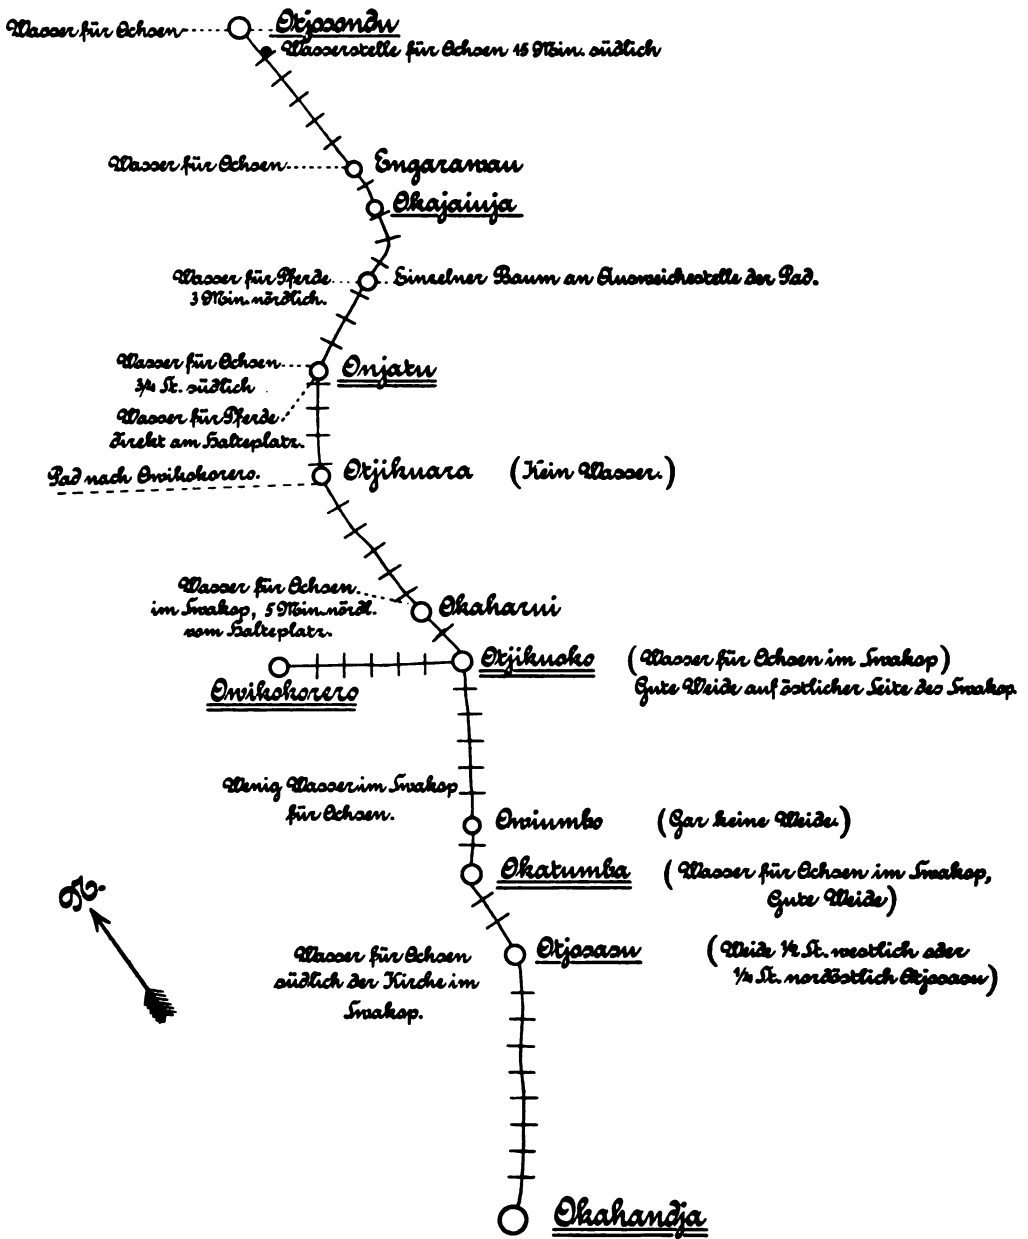 Wasser für Ochsen
Otjosondu
Wasserstelle für Ochsen 15 Min. südlich
Wasser für Ochsen
Engarawau
Okajainja
Wasser für Pferde
3 Min. nördlich.
Einzelner Baum an Ausweichestelle der Pad.
Wasser für Ochsen
3/4 St. südlich
Onjatu
Wasser für Pferde
direkt am Halteplatz.
Pad nach Owikokorero.
Otjikuara (Kein Wasser.)
Wasser für Ochsen
im Swakop, 5 Min. nördl.
vom Halteplatz.
Okaharui
Otjikuoko (Wasser für Ochsen im Swakop)
Gute Weide auf östlicher Seite des Swakop.
Owikokorero
Wenig Wasser im Swakop
für Ochsen.
Owiumbo (Gar keine Weide.)
Okatumba (Wasser für Ochsen im Swakop,
Gute Weide)
N.
Wasser für Ochsen
südlich der Kirche im
Swakop.
Otjosasu (Weide 1/2 St. westlich oder
1/4 St. nordöstlich Otjosasu)
Okahandja